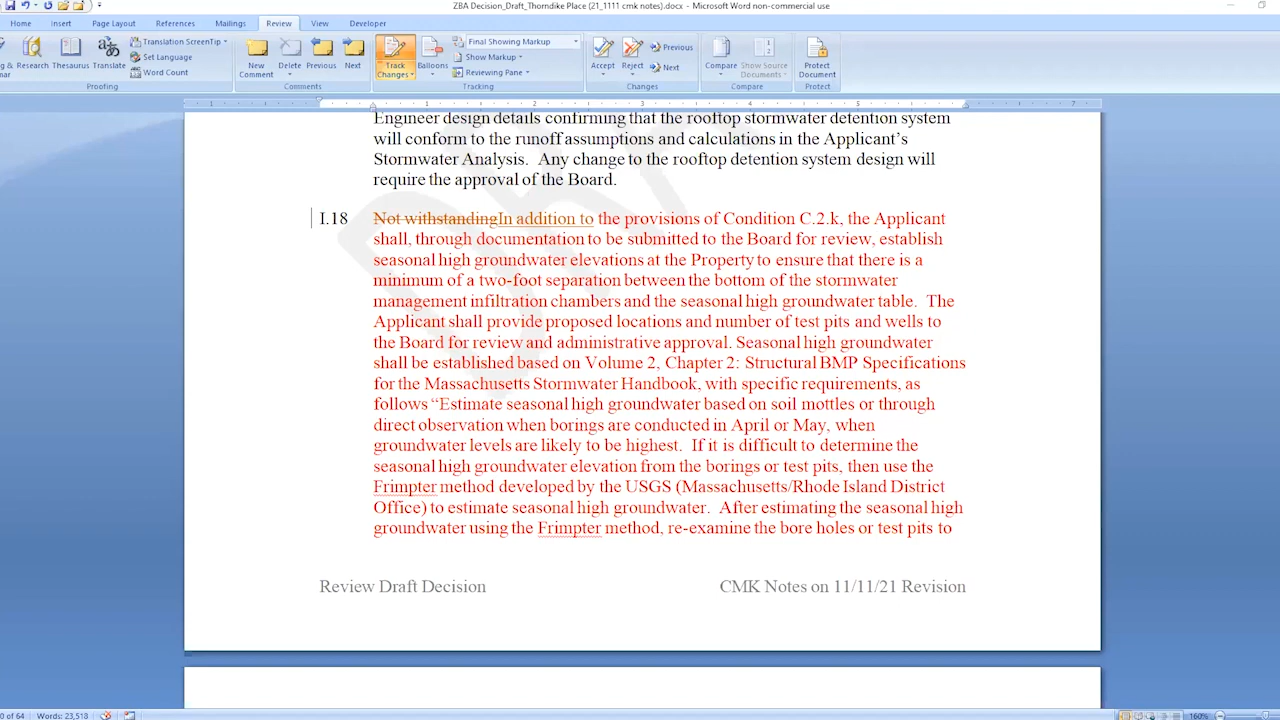 ZBA Decision_Draft_Thorndike Place (21_1111 cmk notes).docx - Microsoft Word non-commercial use
Home Insert Page Layout References Mailings Review View Developer
Research Thesaurus Translate
Translation ScreenTip
Set Language
Word Count
New Comment
Delete
Previous
Next
Track Changes
Balloons
Final Showing Markup
Show Markup
Reviewing Pane
Accept
Reject
Previous
Next
Compare
Show Source Documents
Protect Document
Proofing Comments Tracking Changes Compare Protect
1 1 2 3 4 5 7
Engineer design details confirming that the rooftop stormwater detention system
will conform to the runoff assumptions and calculations in the Applicant’s
Stormwater Analysis.  Any change to the rooftop detention system design will
require the approval of the Board.
I.18 Not withstandingIn addition to the provisions of Condition C.2.k, the Applicant
shall, through documentation to be submitted to the Board for review, establish
seasonal high groundwater elevations at the Property to ensure that there is a
minimum of a two-foot separation between the bottom of the stormwater
management infiltration chambers and the seasonal high groundwater table.  The
Applicant shall provide proposed locations and number of test pits and wells to
the Board for review and administrative approval. Seasonal high groundwater
shall be established based on Volume 2, Chapter 2: Structural BMP Specifications
for the Massachusetts Stormwater Handbook, with specific requirements, as
follows “Estimate seasonal high groundwater based on soil mottles or through
direct observation when borings are conducted in April or May, when
groundwater levels are likely to be highest.  If it is difficult to determine the
seasonal high groundwater elevation from the borings or test pits, then use the
Frimpter method developed by the USGS (Massachusetts/Rhode Island District
Office) to estimate seasonal high groundwater.  After estimating the seasonal high
groundwater using the Frimpter method, re-examine the bore holes or test pits to
Review Draft Decision CMK Notes on 11/11/21 Revision
0 of 64 Words: 23,518 160%